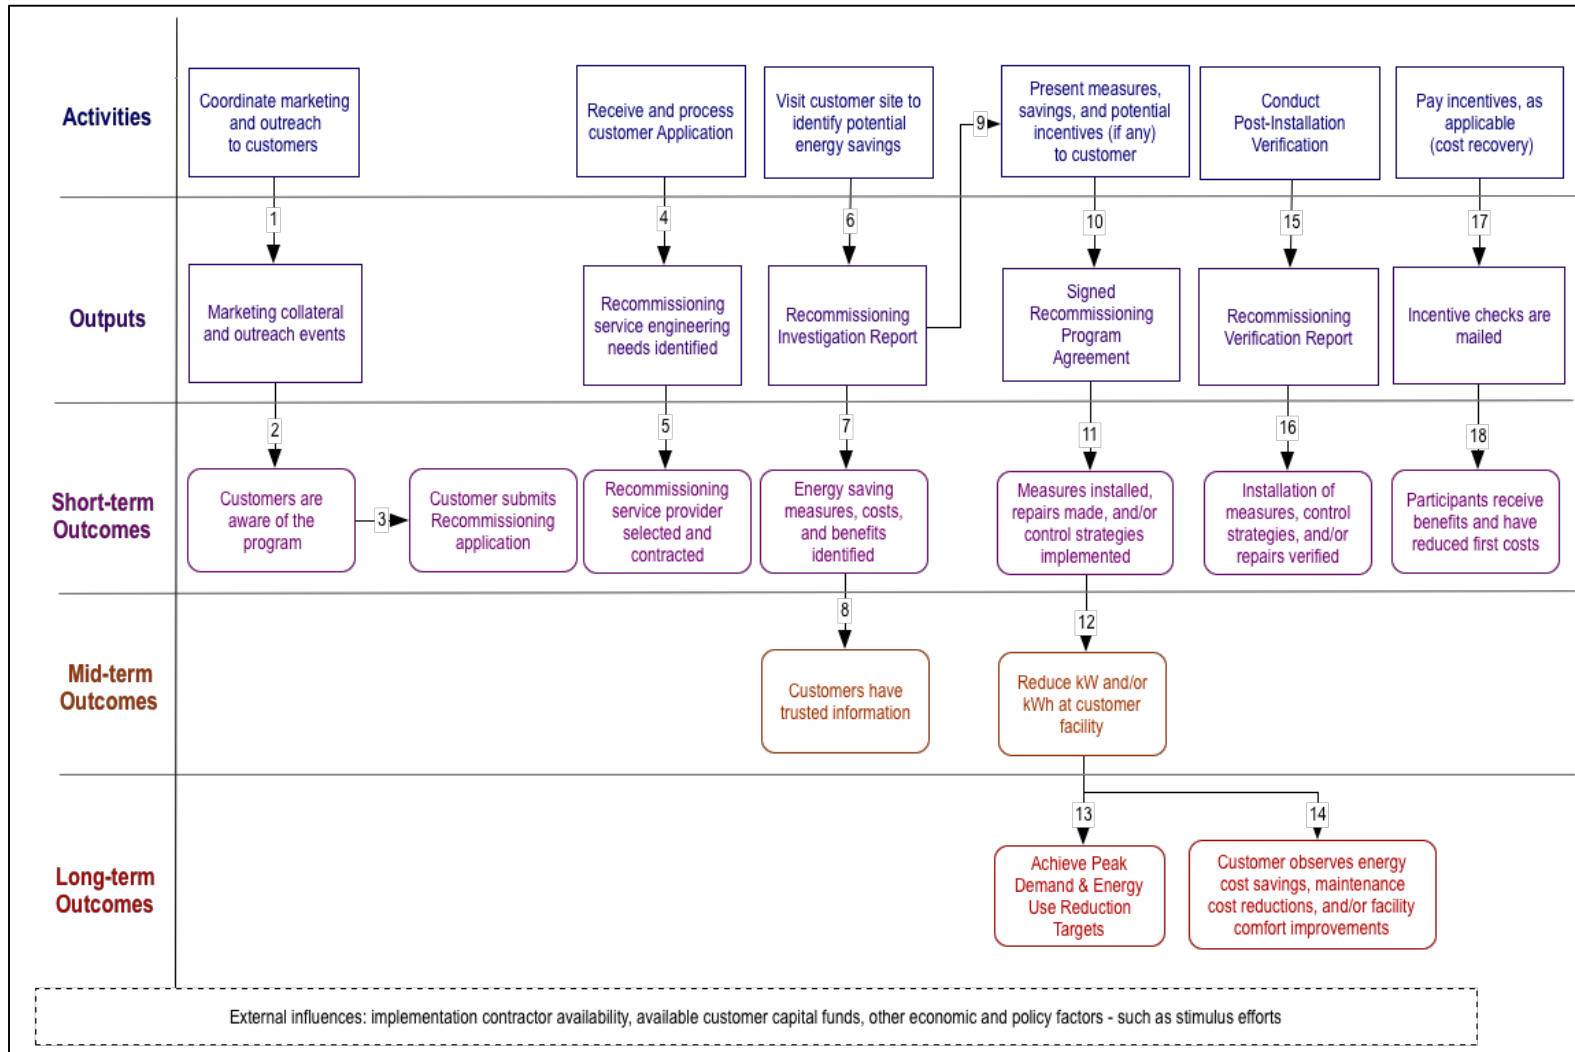 Activities
Coordinate marketing
and outreach
to customers
Receive and process
customer Application
Visit customer site to
identify potential
energy savings
9
Present measures,
savings, and potential
incentives (if any)
to customer
Conduct
Post-Installation
Verification
Pay incentives, as
applicable
(cost recovery)
1
4
6
10
15
17
Outputs
Marketing collateral
and outreach events
Recommissioning
service engineering
needs identified
Recommissioning
Investigation Report
Signed
Recommissioning
Program
Agreement
Recommissioning
Verification Report
Incentive checks are
mailed
2
5
7
11
16
18
Short-term
Outcomes
Customers are
aware of the
program
3
Customer submits
Recommissioning
application
Recommissioning
service provider
selected and
contracted
Energy saving
measures, costs,
and benefits
identified
Measures installed,
repairs made, and/or
control strategies
implemented
Installation of
measures, control
strategies, and/or
repairs verified
Participants receive
benefits and have
reduced first costs
8
12
Mid-term
Outcomes
Customers have
trusted information
Reduce kW and/or
kWh at customer
facility
13
14
Long-term
Outcomes
Achieve Peak
Demand & Energy
Use Reduction
Targets
Customer observes energy
cost savings, maintenance
cost reductions, and/or facility
comfort improvements
External influences: implementation contractor availability, available customer capital funds, other economic and policy factors - such as stimulus efforts